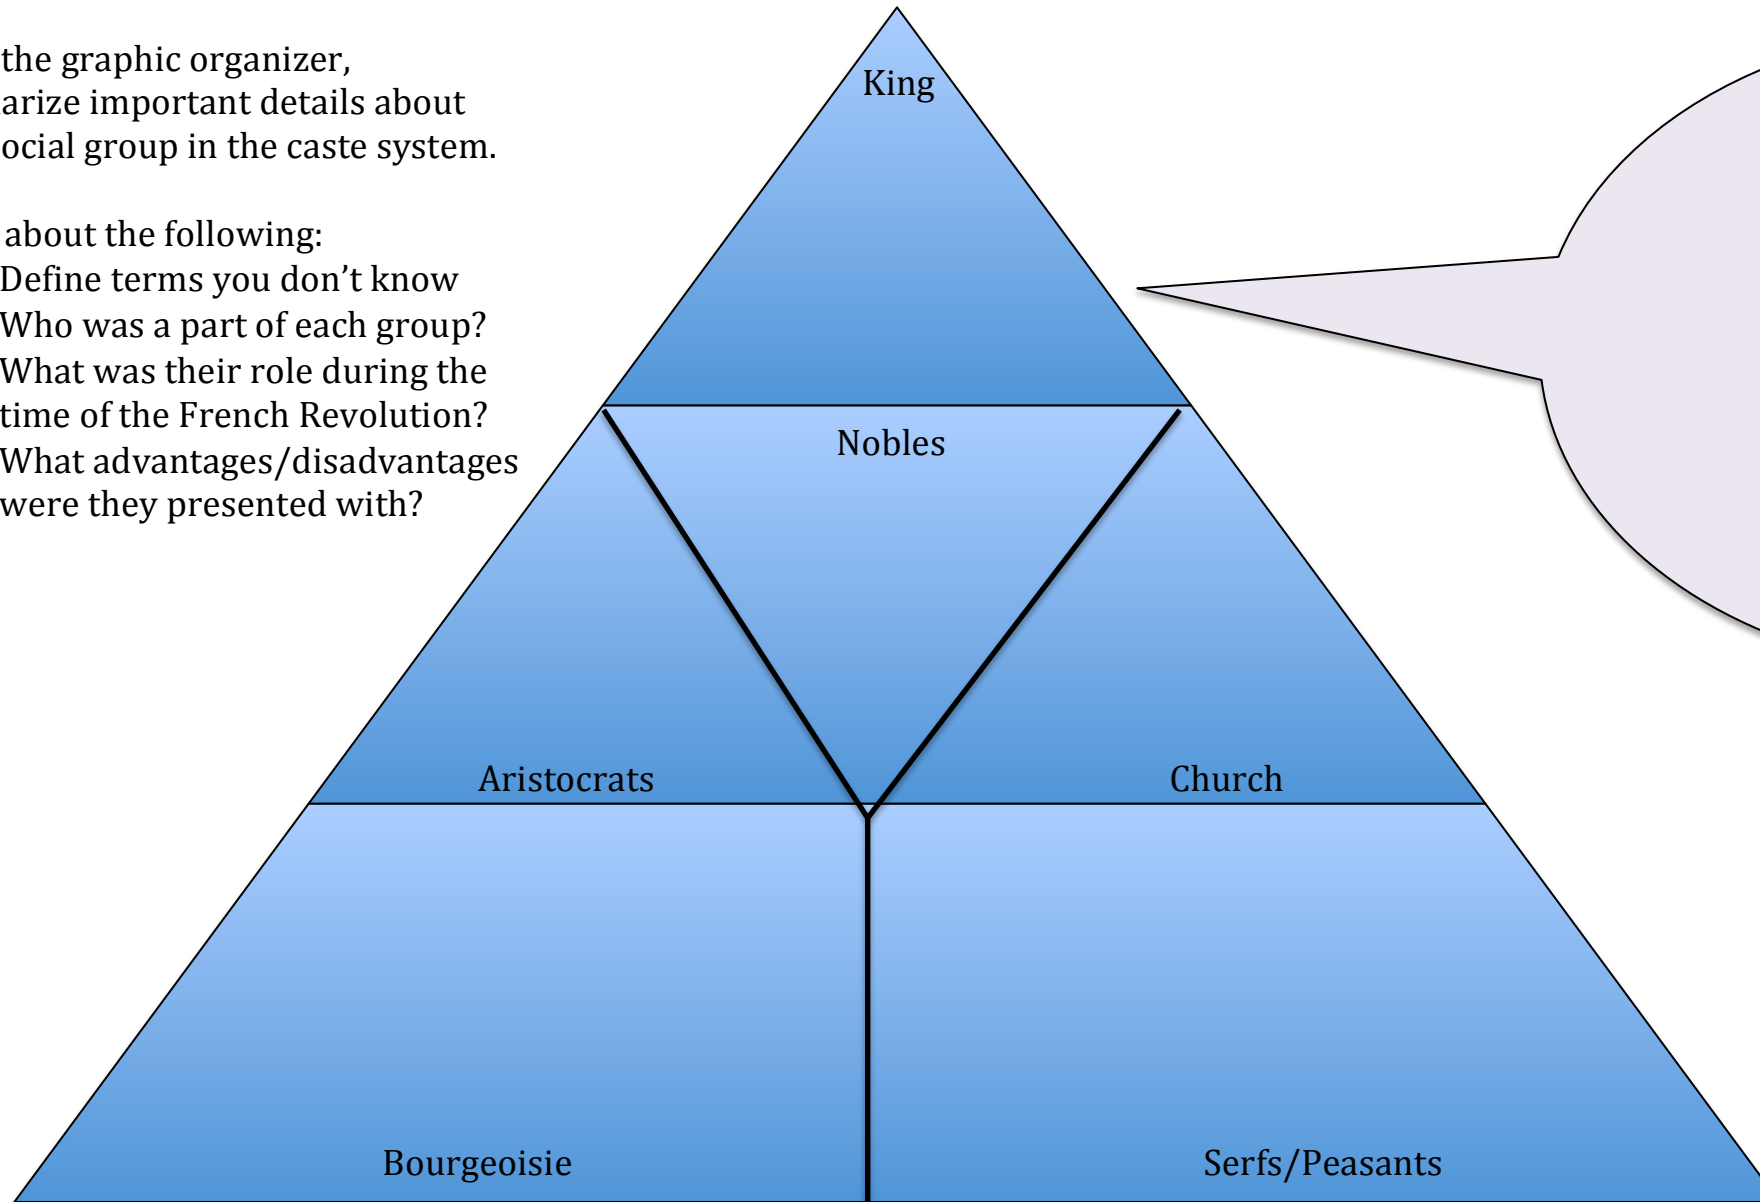 the graphic organizer,
arize important details about
ocial group in the caste system.
about the following:
Define terms you don’t know
Who was a part of each group?
What was their role during the
time of the French Revolution?
What advantages/disadvantages
were they presented with?
King
Nobles
Aristocrats
Church
Bourgeoisie
Serfs/Peasants